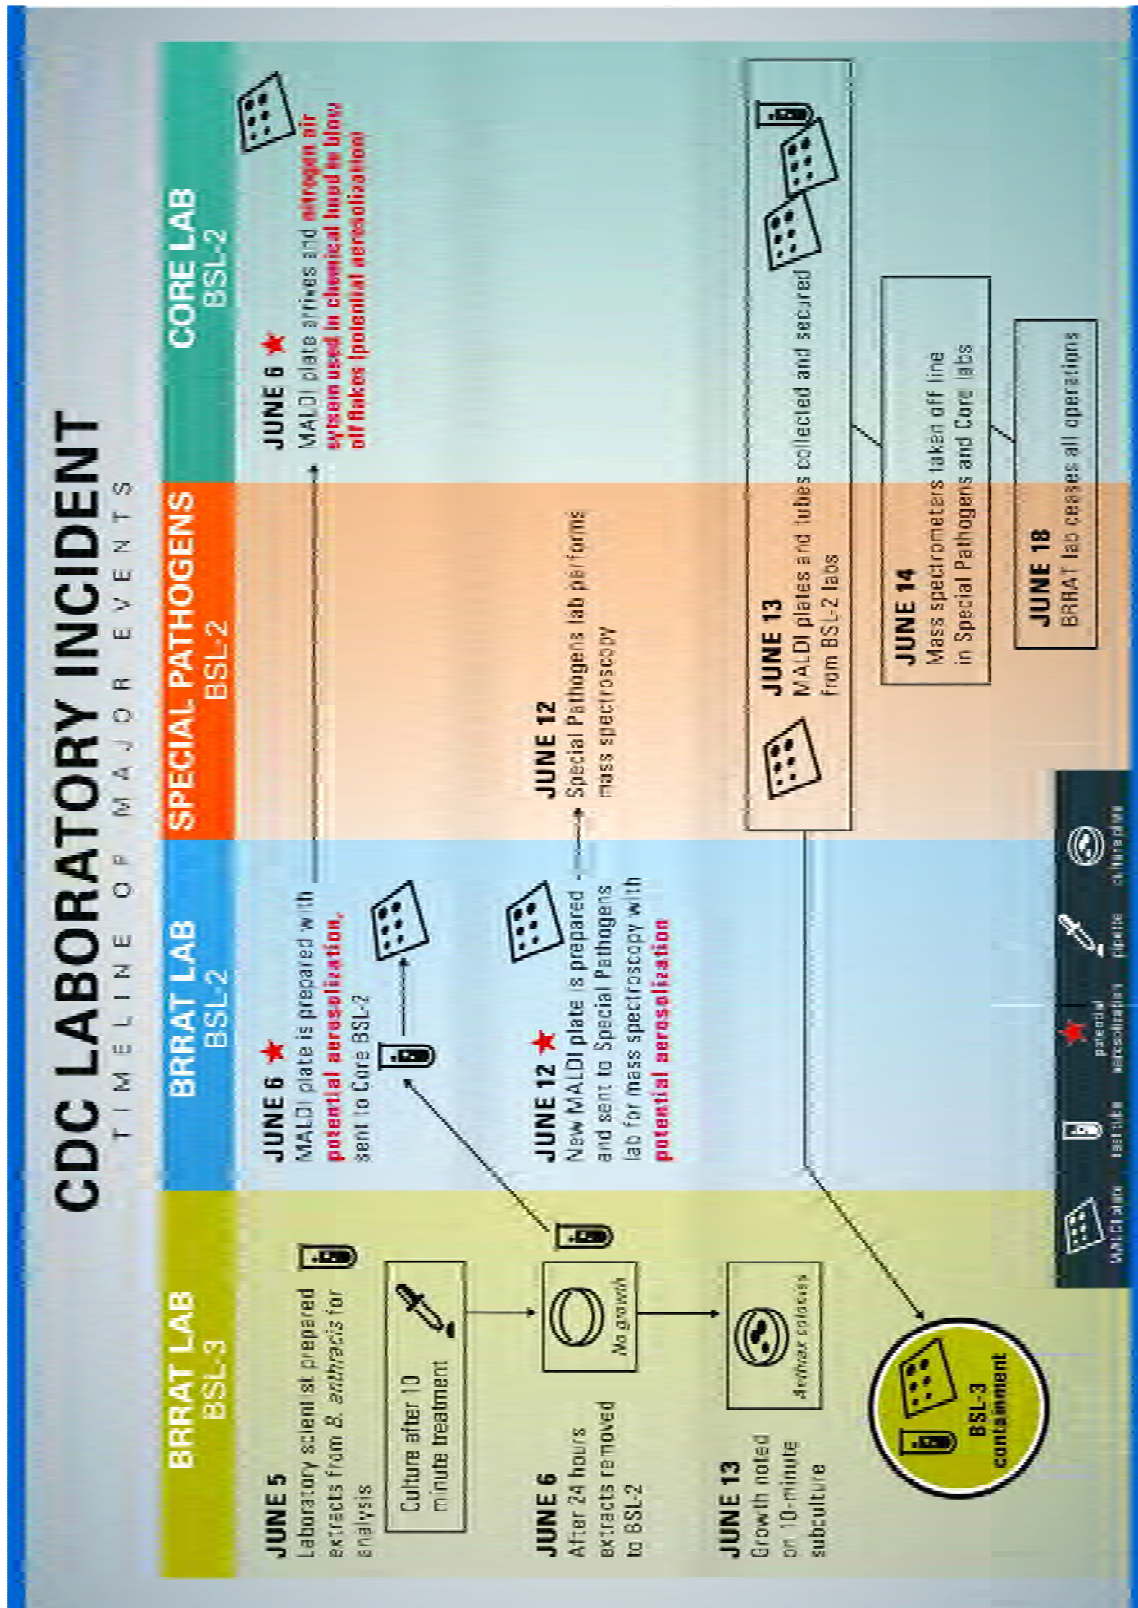 CDC LABORATORY INCIDENT
TIMELINE OF MAJOR EVENTS
BRRAT LAB
BSL-3
BRRAT LAB
BSL-2
SPECIAL PATHOGENS
BSL-2
CORE LAB
BSL-2
JUNE 5
Laboratory scientist prepared
extracts from B. anthracis for
analysis
Culture after 10
minute treatment
JUNE 6
After 24 hours
extracts removed
to BSL-2
No growth
JUNE 13
Growth noted
on 10-minute
subculture
Anthrax colonies
BSL-3
containment
JUNE 6
MALDI plate is prepared with
potential aerosolization,
sent to Core BSL-2
JUNE 12
New MALDI plate is prepared
and sent to Special Pathogens
lab for mass spectroscopy with
potential aerosolization
JUNE 12
Special Pathogens lab performs
mass spectroscopy
JUNE 6
MALDI plate arrives and nitrogen air
sytsem used in chemical hood to blow
off flakes (potential aerosolization)
JUNE 13
MALDI plates and tubes collected and secured
from BSL-2 labs
JUNE 14
Mass spectrometers taken off line
in Special Pathogens and Core labs
JUNE 18
BRRAT lab ceases all operations
MALDI plate
test tube
potential
aerosolization
pipette
culture plate